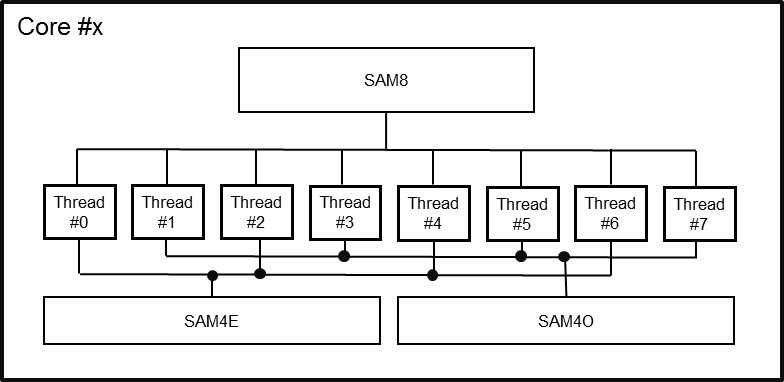 Core #x
SAM8
Thread
#0
Thread
#1
Thread
#2
Thread
#3
Thread
#4
Thread
#5
Thread
#6
Thread
#7
SAM4E
SAM4O